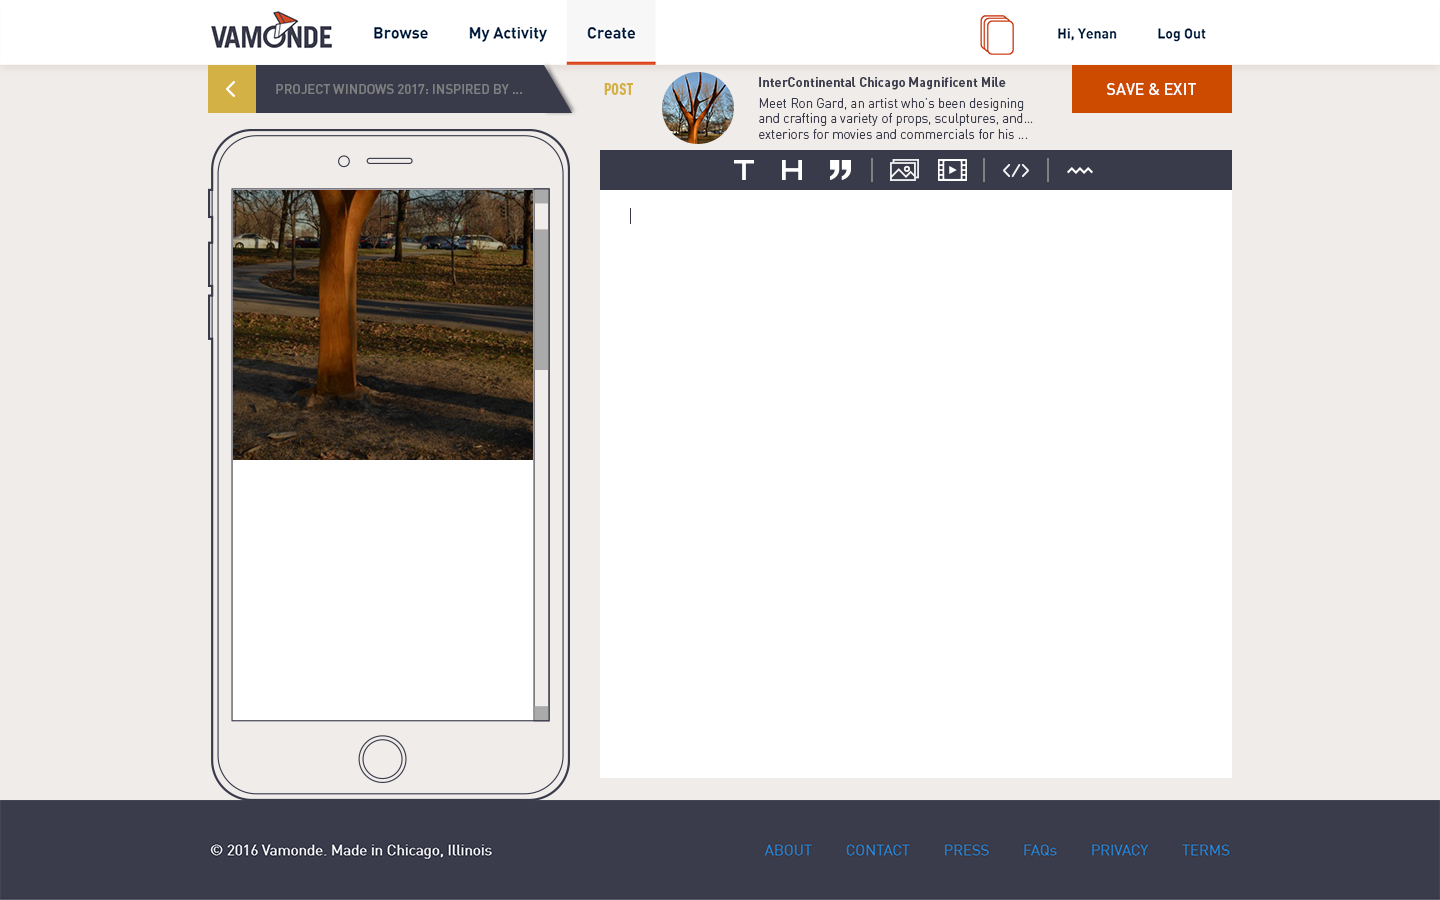 VAMONDE
Browse
My Activity
Create
Hi, Yenan
Log Out
PROJECT WINDOWS 2017: INSPIRED BY ...
POST
InterContinental Chicago Magnificent Mile
Meet Ron Gard, an artist who's been designing
and crafting a variety of props, sculptures, and...
exteriors for movies and commercials for his ...
SAVE & EXIT
T
H
© 2016 Vamonde. Made in Chicago, Illinois
ABOUT
CONTACT
PRESS
FAQs
PRIVACY
TERMS